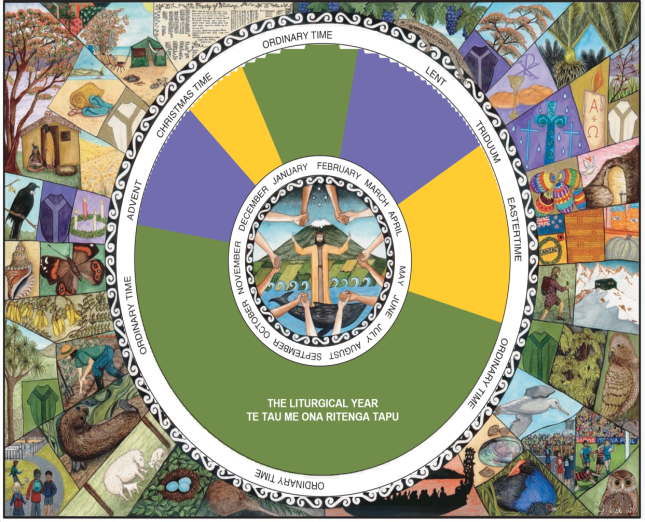 ORDINARY TIME
LENT
TRIDUUM
EASTERTIME
ORDINARY TIME
ORDINARY TIME
ORDINARY TIME
ADVENT
CHRISTMAS TIME
JANUARY
FEBRUARY
MARCH
APRIL
MAY
JUNE
JULY
AUGUST
SEPTEMBER
OCTOBER
NOVEMBER
DECEMBER
THE LITURGICAL YEAR
TE TAU ME ONA RITENGA TAPU
A
Ω
ANZAC